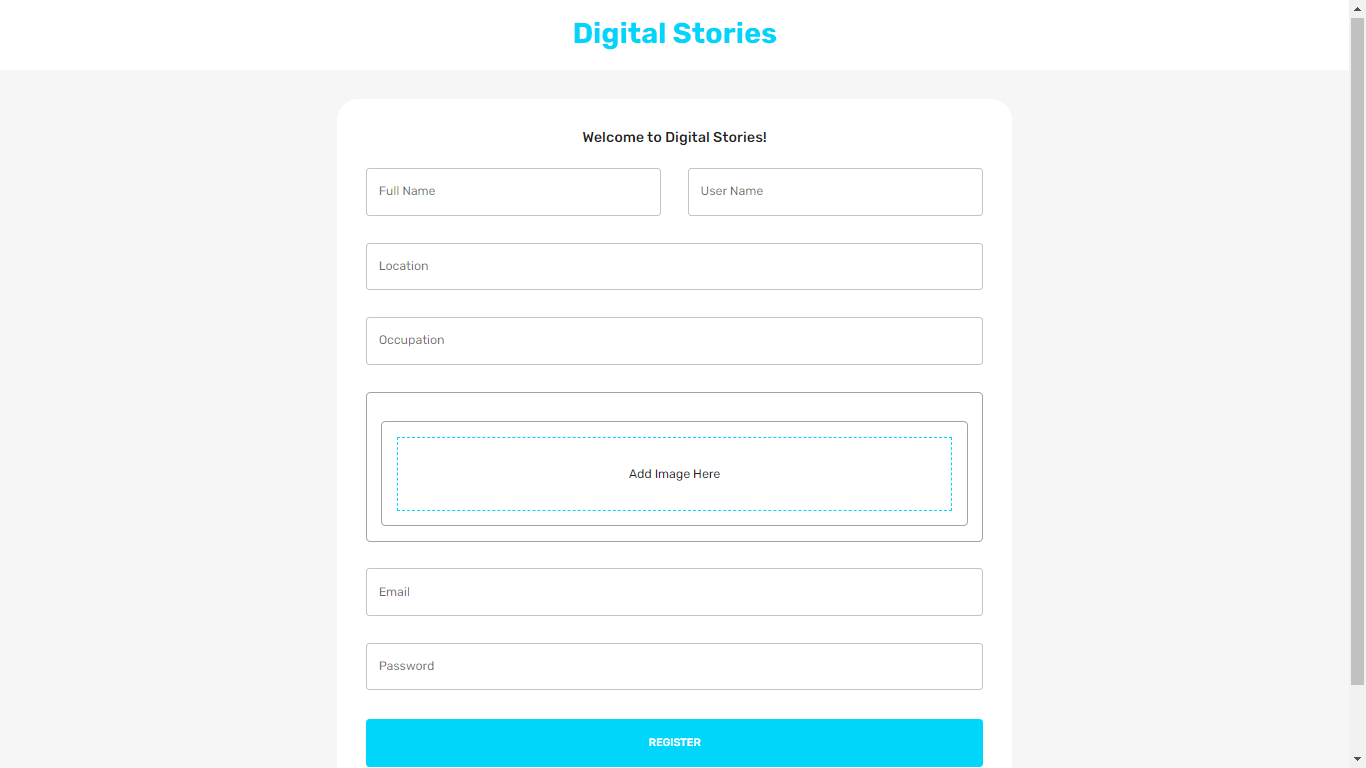 Digital Stories
Welcome to Digital Stories!
Full Name
User Name
Location
Occupation
Add Image Here
Email
Password
REGISTER